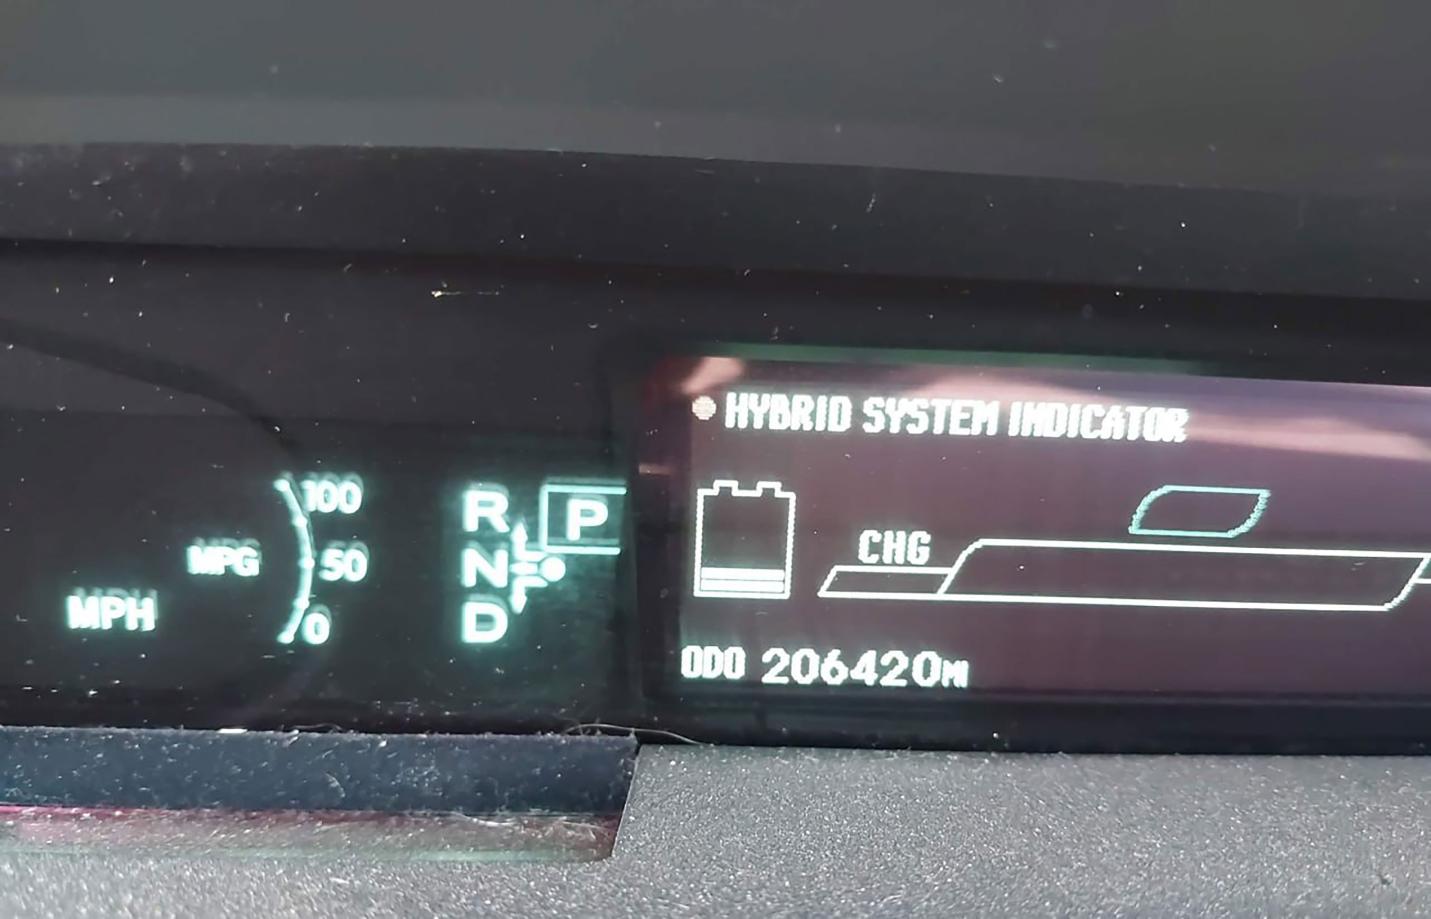 HYBRID SYSTEM INDICATOR
100
R P
MPG 50
N
CHG
MPH 0
D
ODO 206420MI